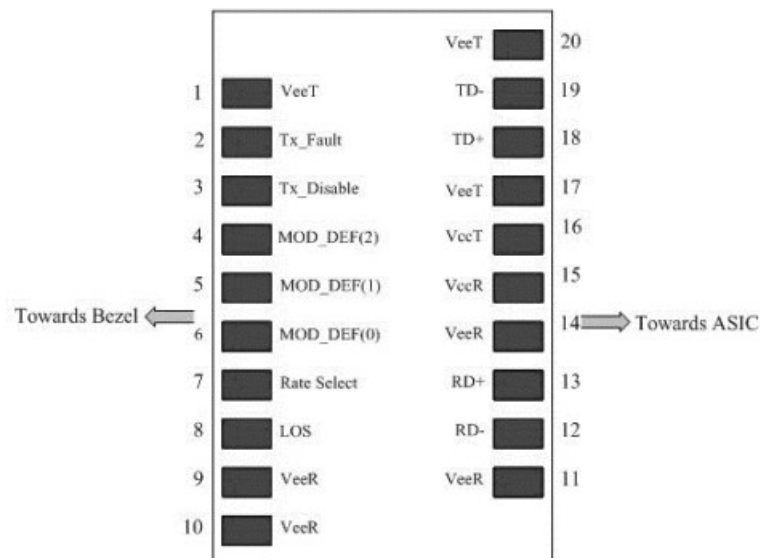 VeeT 20
1 VeeT TD- 19
2 Tx_Fault TD+ 18
3 Tx_Disable VeeT 17
4 MOD_DEF(2) VccT 16
5 MOD_DEF(1) VccR 15
Towards Bezel 6 MOD_DEF(0) VeeR 14 Towards ASIC
7 Rate Select RD+ 13
8 LOS RD- 12
9 VeeR VeeR 11
10 VeeR